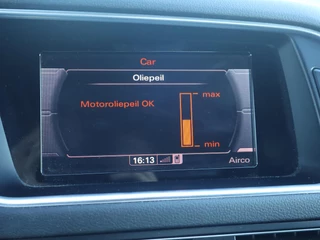 Car
Oliepeil
Motoroliepeil OK
max
min
16:13
Airco